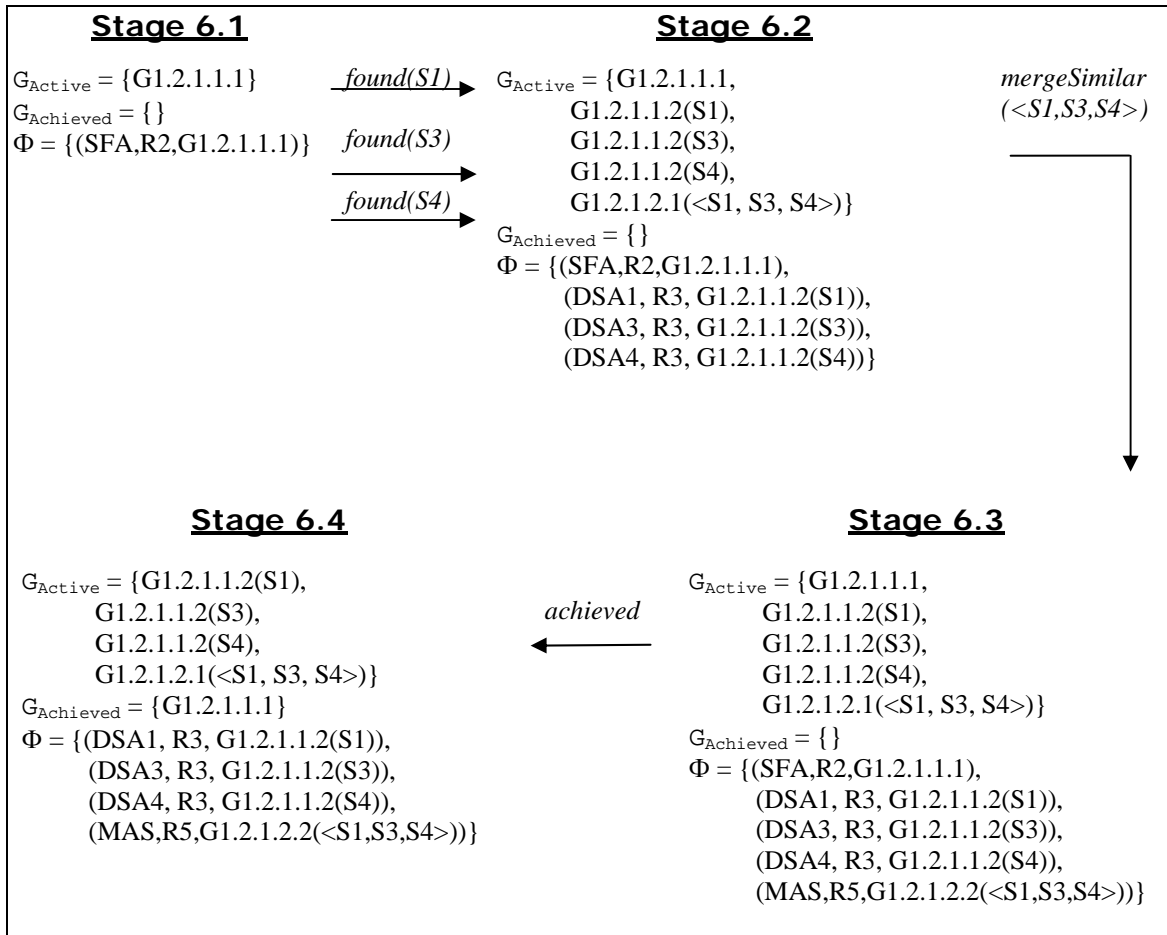 Stage 6.1
G_Active = {G1.2.1.1.1}
G_Achieved = {}
Φ = {(SFA,R2,G1.2.1.1.1)}
found(S1)
found(S3)
found(S4)
Stage 6.2
G_Active = {G1.2.1.1.1,
G1.2.1.1.2(S1),
G1.2.1.1.2(S3),
G1.2.1.1.2(S4),
G1.2.1.2.1(<S1, S3, S4>)}
G_Achieved = {}
Φ = {(SFA,R2,G1.2.1.1.1),
(DSA1, R3, G1.2.1.1.2(S1)),
(DSA3, R3, G1.2.1.1.2(S3)),
(DSA4, R3, G1.2.1.1.2(S4))}
mergeSimilar
(<S1,S3,S4>)
Stage 6.4
G_Active = {G1.2.1.1.2(S1),
G1.2.1.1.2(S3),
G1.2.1.1.2(S4),
G1.2.1.2.1(<S1, S3, S4>)}
G_Achieved = {G1.2.1.1.1}
Φ = {(DSA1, R3, G1.2.1.1.2(S1)),
(DSA3, R3, G1.2.1.1.2(S3)),
(DSA4, R3, G1.2.1.1.2(S4)),
(MAS,R5,G1.2.1.2.2(<S1,S3,S4>))}
achieved
Stage 6.3
G_Active = {G1.2.1.1.1,
G1.2.1.1.2(S1),
G1.2.1.1.2(S3),
G1.2.1.1.2(S4),
G1.2.1.2.1(<S1, S3, S4>)}
G_Achieved = {}
Φ = {(SFA,R2,G1.2.1.1.1),
(DSA1, R3, G1.2.1.1.2(S1)),
(DSA3, R3, G1.2.1.1.2(S3)),
(DSA4, R3, G1.2.1.1.2(S4)),
(MAS,R5,G1.2.1.2.2(<S1,S3,S4>))}